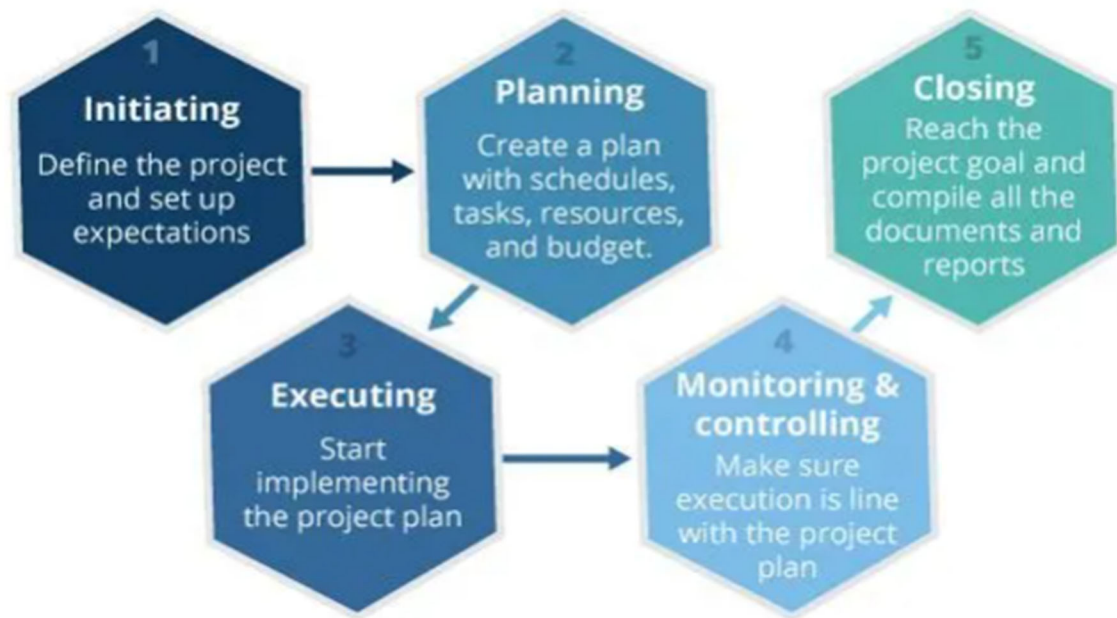 1
Initiating
Define the project
and set up
expectations
2
Planning
Create a plan
with schedules,
tasks, resources,
and budget.
3
Executing
Start
implementing
the project plan
4
Monitoring &
controlling
Make sure
execution is line
with the project
plan
5
Closing
Reach the
project goal and
compile all the
documents and
reports